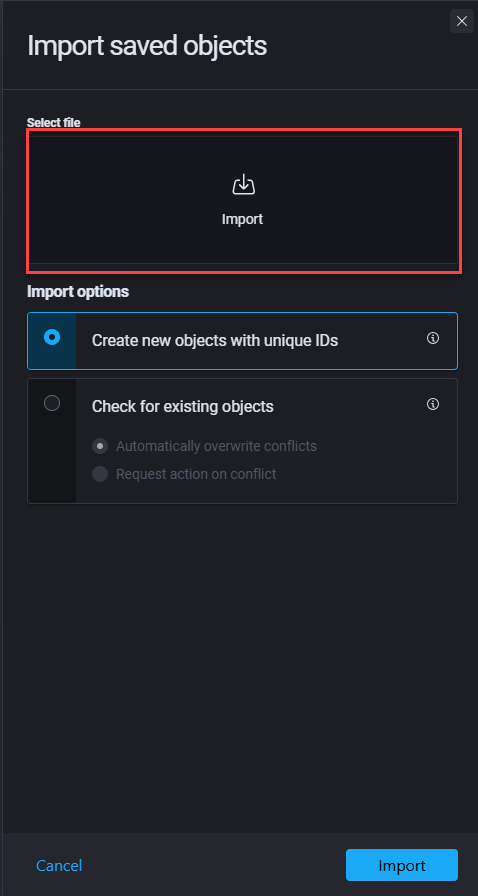 Import saved objects
Select file
Import
Import options
Create new objects with unique IDs
Check for existing objects
Automatically overwrite conflicts
Request action on conflict
Cancel
Import